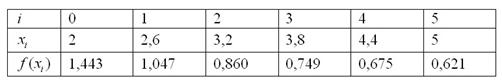 i 0 1 2 3 4 5
xᵢ 2 2,6 3,2 3,8 4,4 5
f(xᵢ) 1,443 1,047 0,860 0,749 0,675 0,621